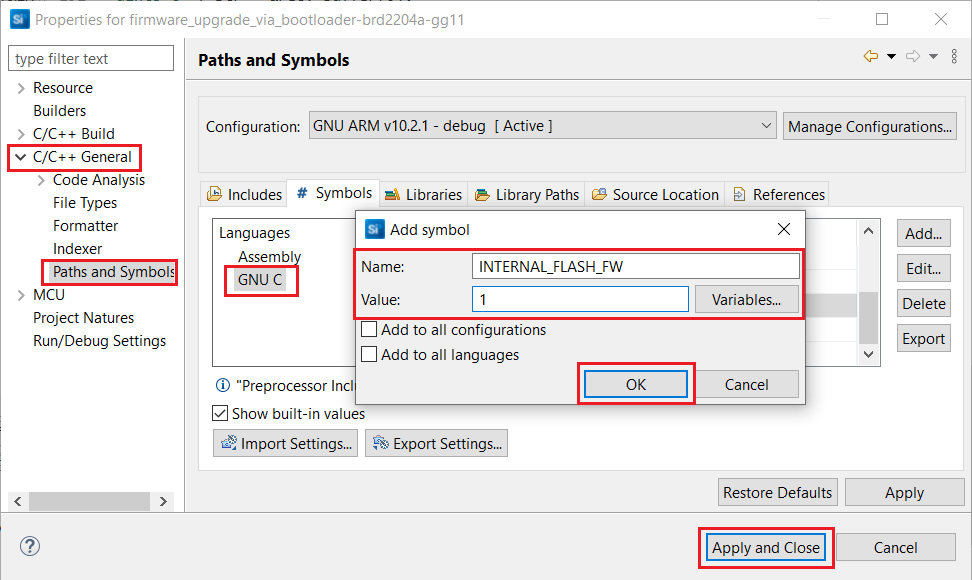 Si Properties for firmware_upgrade_via_bootloader-brd2204a-gg11
type filter text
Resource
Builders
C/C++ Build
C/C++ General
Code Analysis
File Types
Formatter
Indexer
Paths and Symbols
MCU
Project Natures
Run/Debug Settings
Paths and Symbols
Configuration: GNU ARM v10.2.1 - debug [ Active ] Manage Configurations...
Includes # Symbols Libraries Library Paths Source Location References
Languages
Assembly
GNU C
Add...
Edit...
Delete
Export
Si Add symbol
Name: INTERNAL_FLASH_FW
Value: 1 Variables...
Add to all configurations
Add to all languages
OK Cancel
"Preprocessor Inclu
Show built-in values
Import Settings... Export Settings...
Restore Defaults Apply
? Apply and Close Cancel